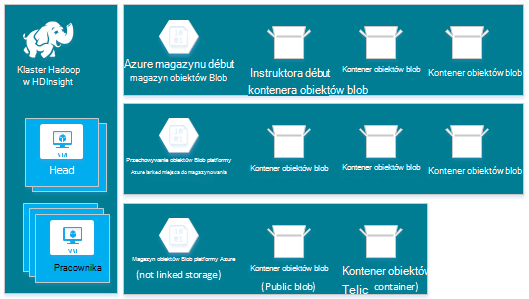 Klaster Hadoop
w HDInsight
VM
Head
VM
Pracownika
Azure magazynu début
magazyn obiektów Blob
Instruktora début
kontenera obiektów blob
Kontener obiektów blob
Kontener obiektów blob
Przechowywanie obiektów Blob platformy
Azure lanked miejsca do magazynowania
Kontener obiektów blob
Kontener obiektów blob
Kontener obiektów blob
Magazyn obiektów Blob platformy Azure
(not linked storage)
Kontener obiektów blob
(Public blob)
Kontener obiektów
Telic container)